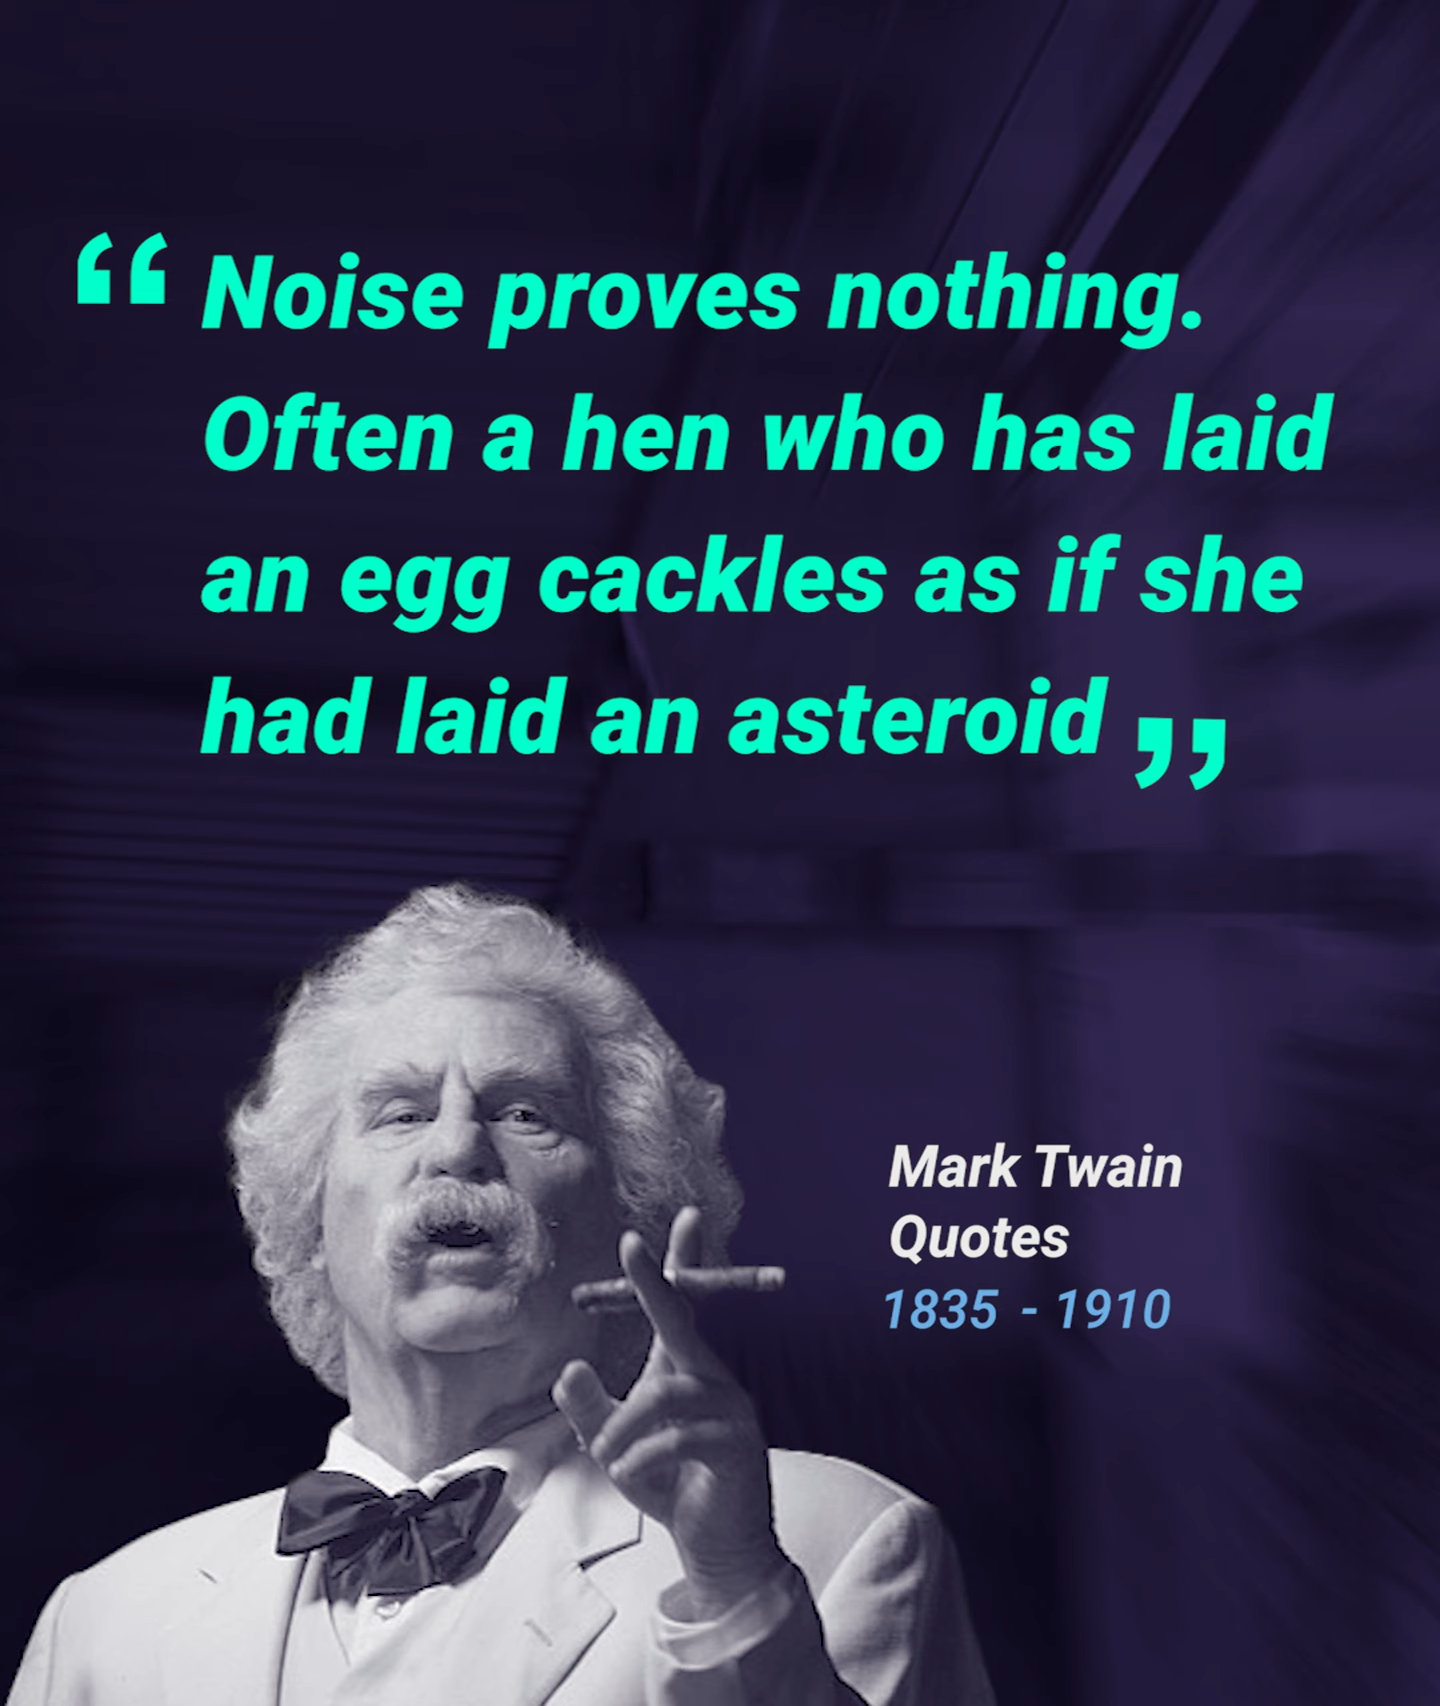 “ Noise proves nothing.
Often a hen who has laid
an egg cackles as if she
had laid an asteroid ”
Mark Twain
Quotes
1835 - 1910